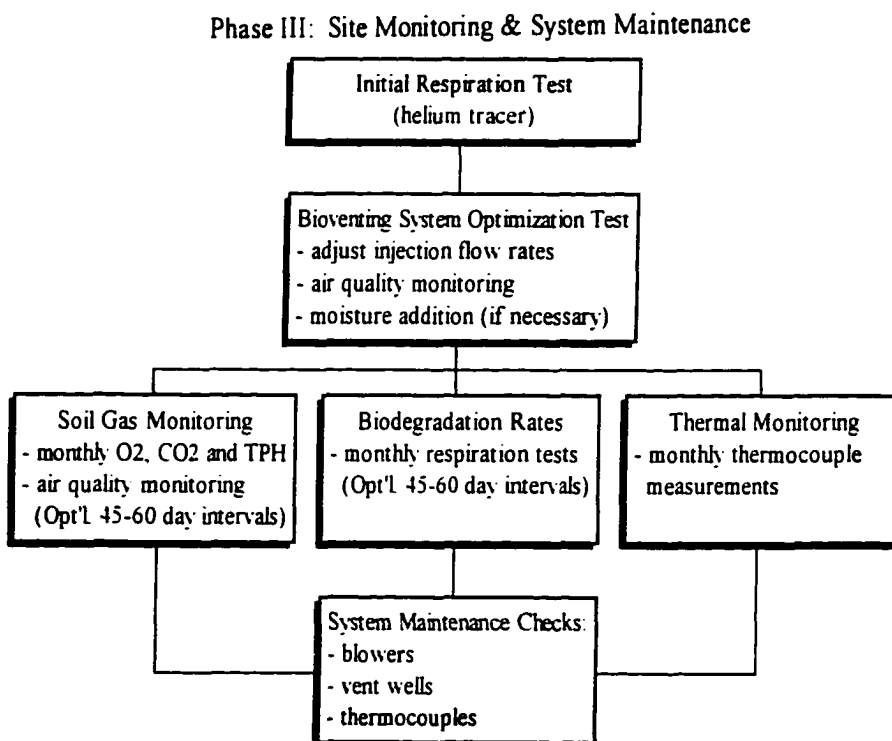 Phase III: Site Monitoring & System Maintenance
Initial Respiration Test
(helium tracer)
Bioventing System Optimization Test
- adjust injection flow rates
- air quality monitoring
- moisture addition (if necessary)
Soil Gas Monitoring
- monthly O2, CO2 and TPH
- air quality monitoring
(Opt'l. 45-60 day intervals)
Biodegradation Rates
- monthly respiration tests
(Opt'l. 45-60 day intervals)
Thermal Monitoring
- monthly thermocouple
measurements
System Maintenance Checks:
- blowers
- vent wells
- thermocouples